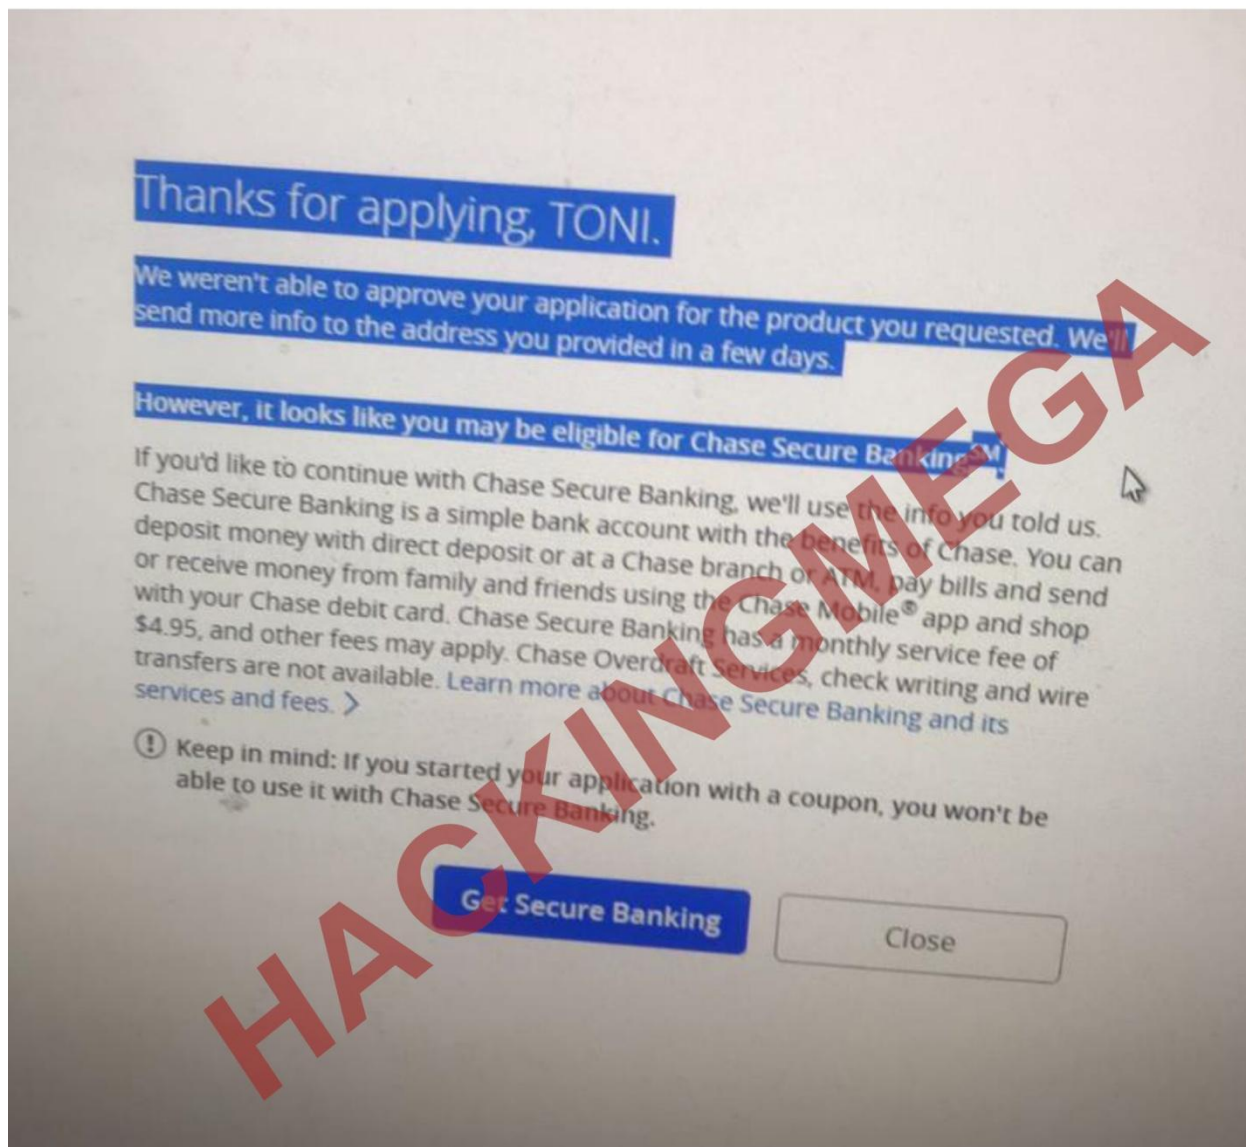 Thanks for applying, TONI.
We weren't able to approve your application for the product you requested. We'll
send more info to the address you provided in a few days.
However, it looks like you may be eligible for Chase Secure Banking℠.
If you'd like to continue with Chase Secure Banking, we'll use the info you told us.
Chase Secure Banking is a simple bank account with the benefits of Chase. You can
deposit money with direct deposit or at a Chase branch or ATM, pay bills and send
or receive money from family and friends using the Chase Mobile® app and shop
with your Chase debit card. Chase Secure Banking has a monthly service fee of
$4.95, and other fees may apply. Chase Overdraft Services, check writing and wire
transfers are not available. Learn more about Chase Secure Banking and its
services and fees. >
Keep in mind: If you started your application with a coupon, you won't be
able to use it with Chase Secure Banking.
Get Secure Banking
Close
HACKINGMEGA